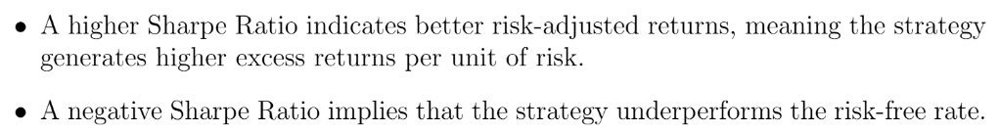 • A higher Sharpe Ratio indicates better risk-adjusted returns, meaning the strategy
generates higher excess returns per unit of risk.
• A negative Sharpe Ratio implies that the strategy underperforms the risk-free rate.